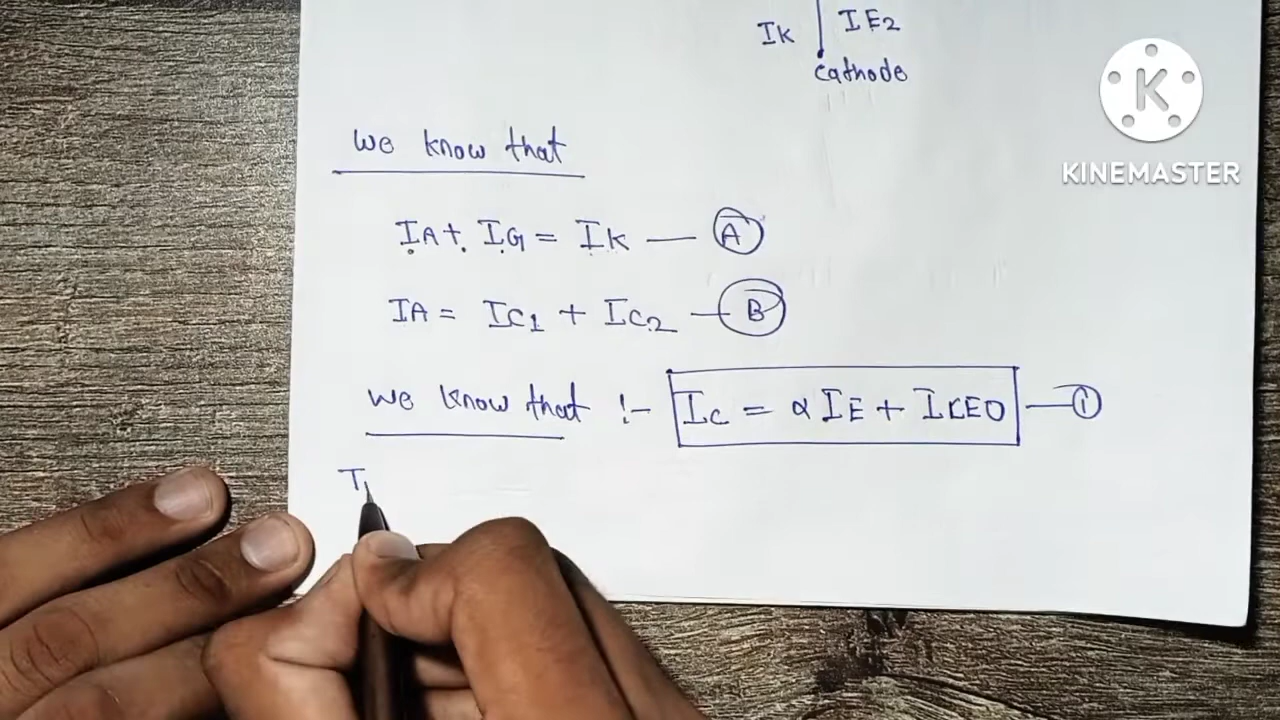 IK IE2
cathode
K
KINEMASTER
we know that
IA + IG = IK — A
IA = IC1 + IC2 — B
we know that :- IC = αIE + ICEO — 1
T